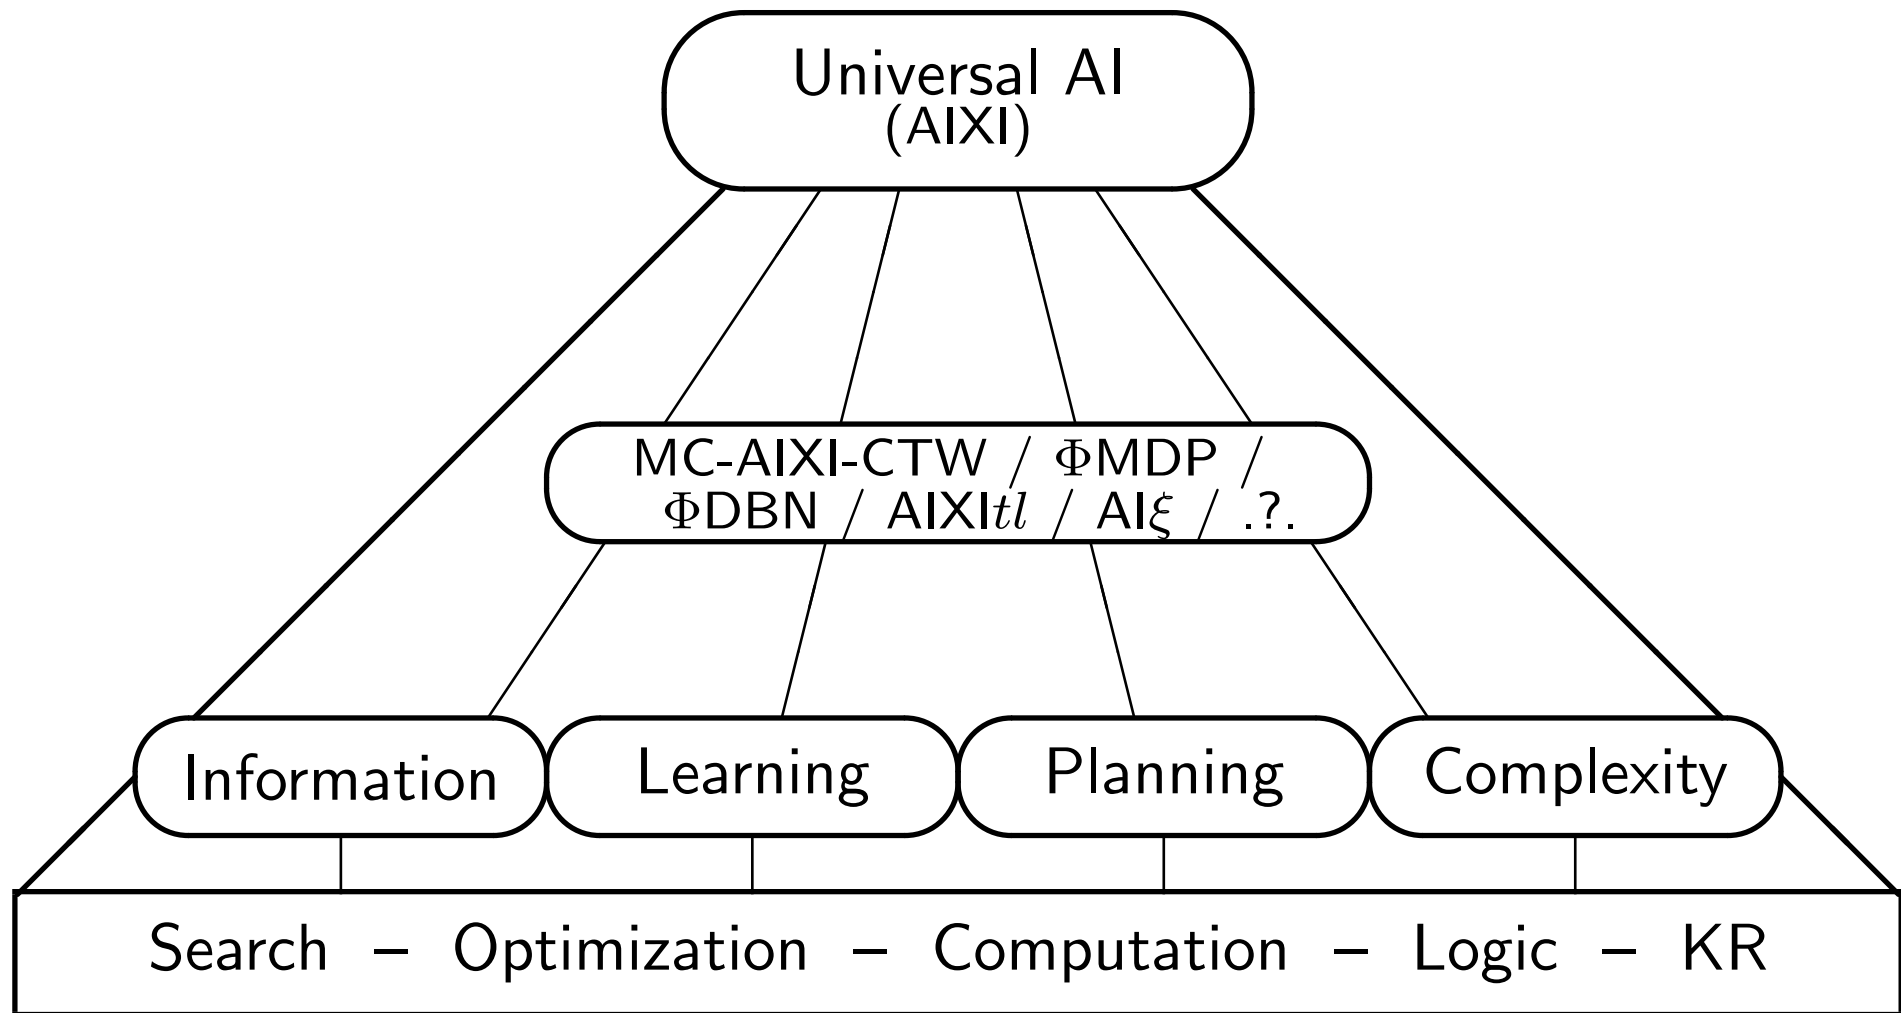 Universal AI
(AIXI)
MC-AIXI-CTW / ΦMDP /
ΦDBN / AIXItl / AIξ / .?.
Information
Learning
Planning
Complexity
Search – Optimization – Computation – Logic – KR